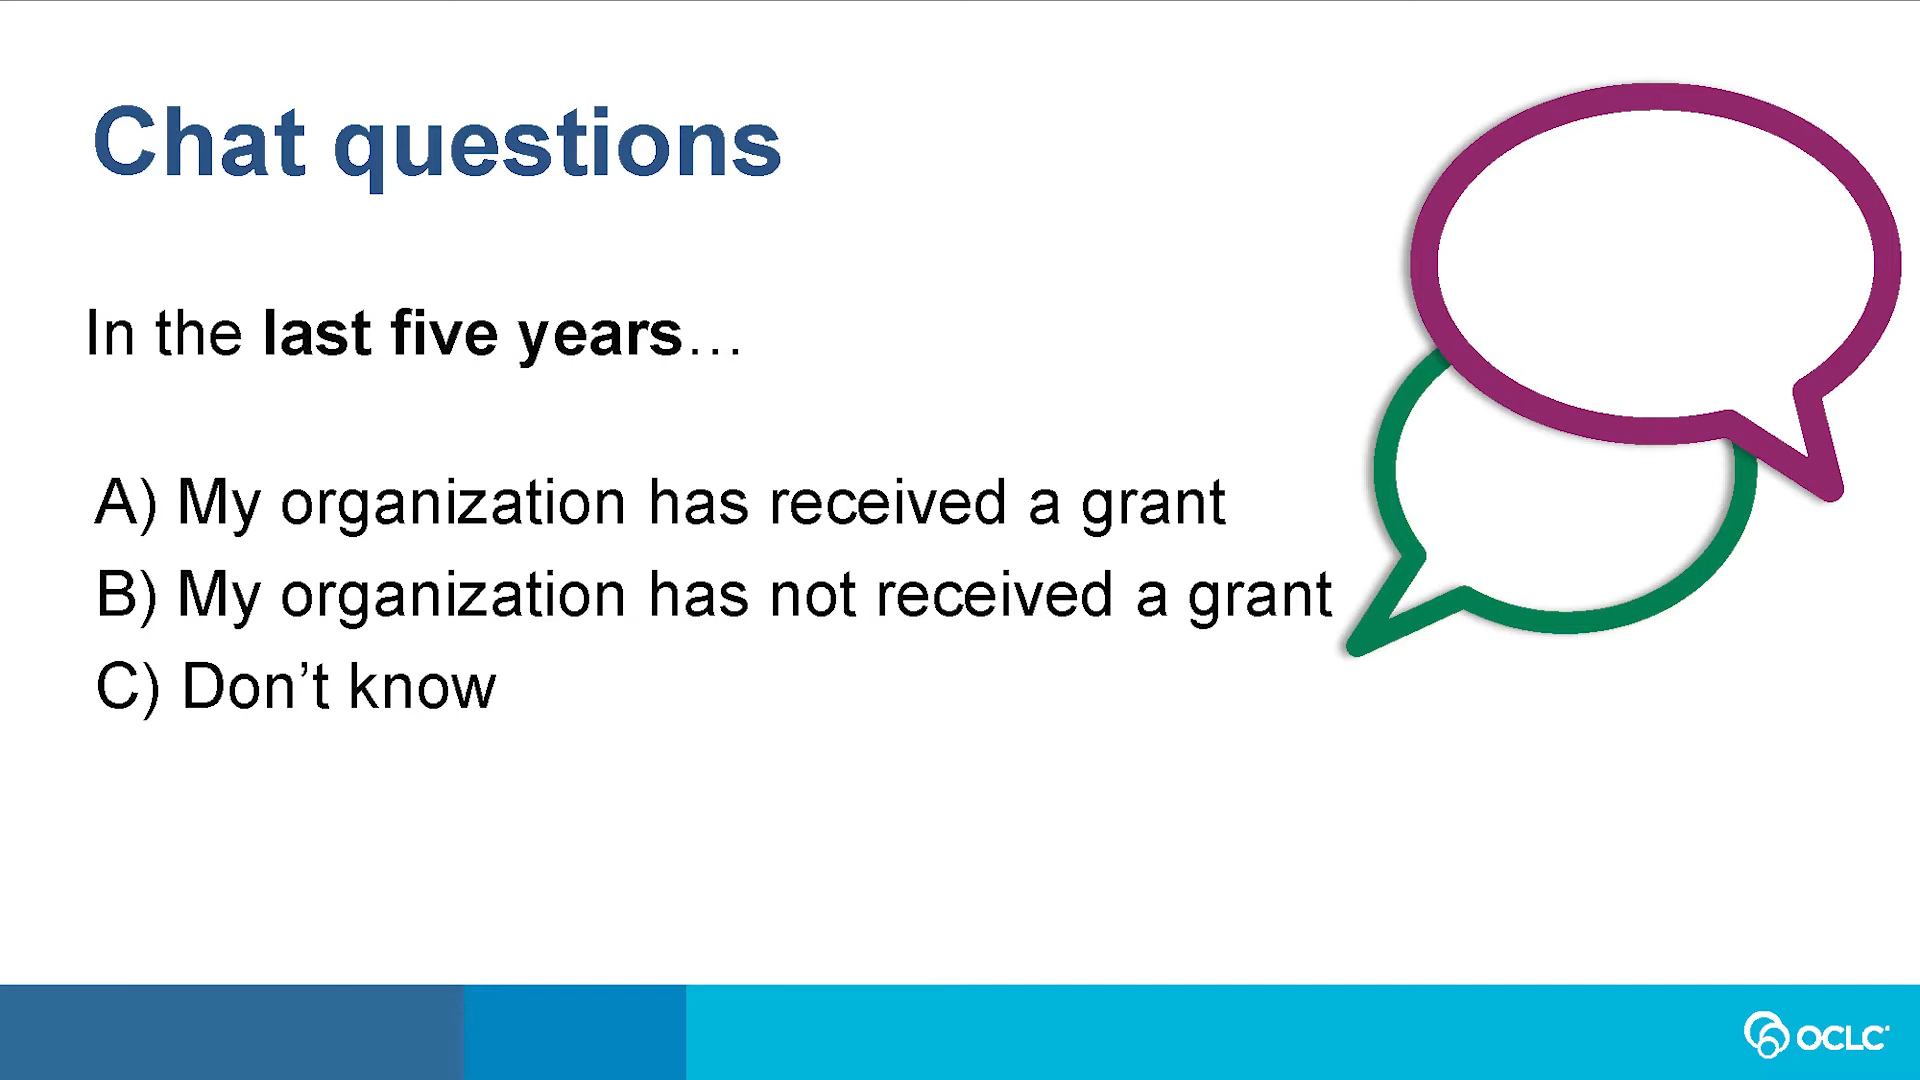 Chat questions
In the last five years…
A) My organization has received a grant
B) My organization has not received a grant
C) Don’t know
OCLC